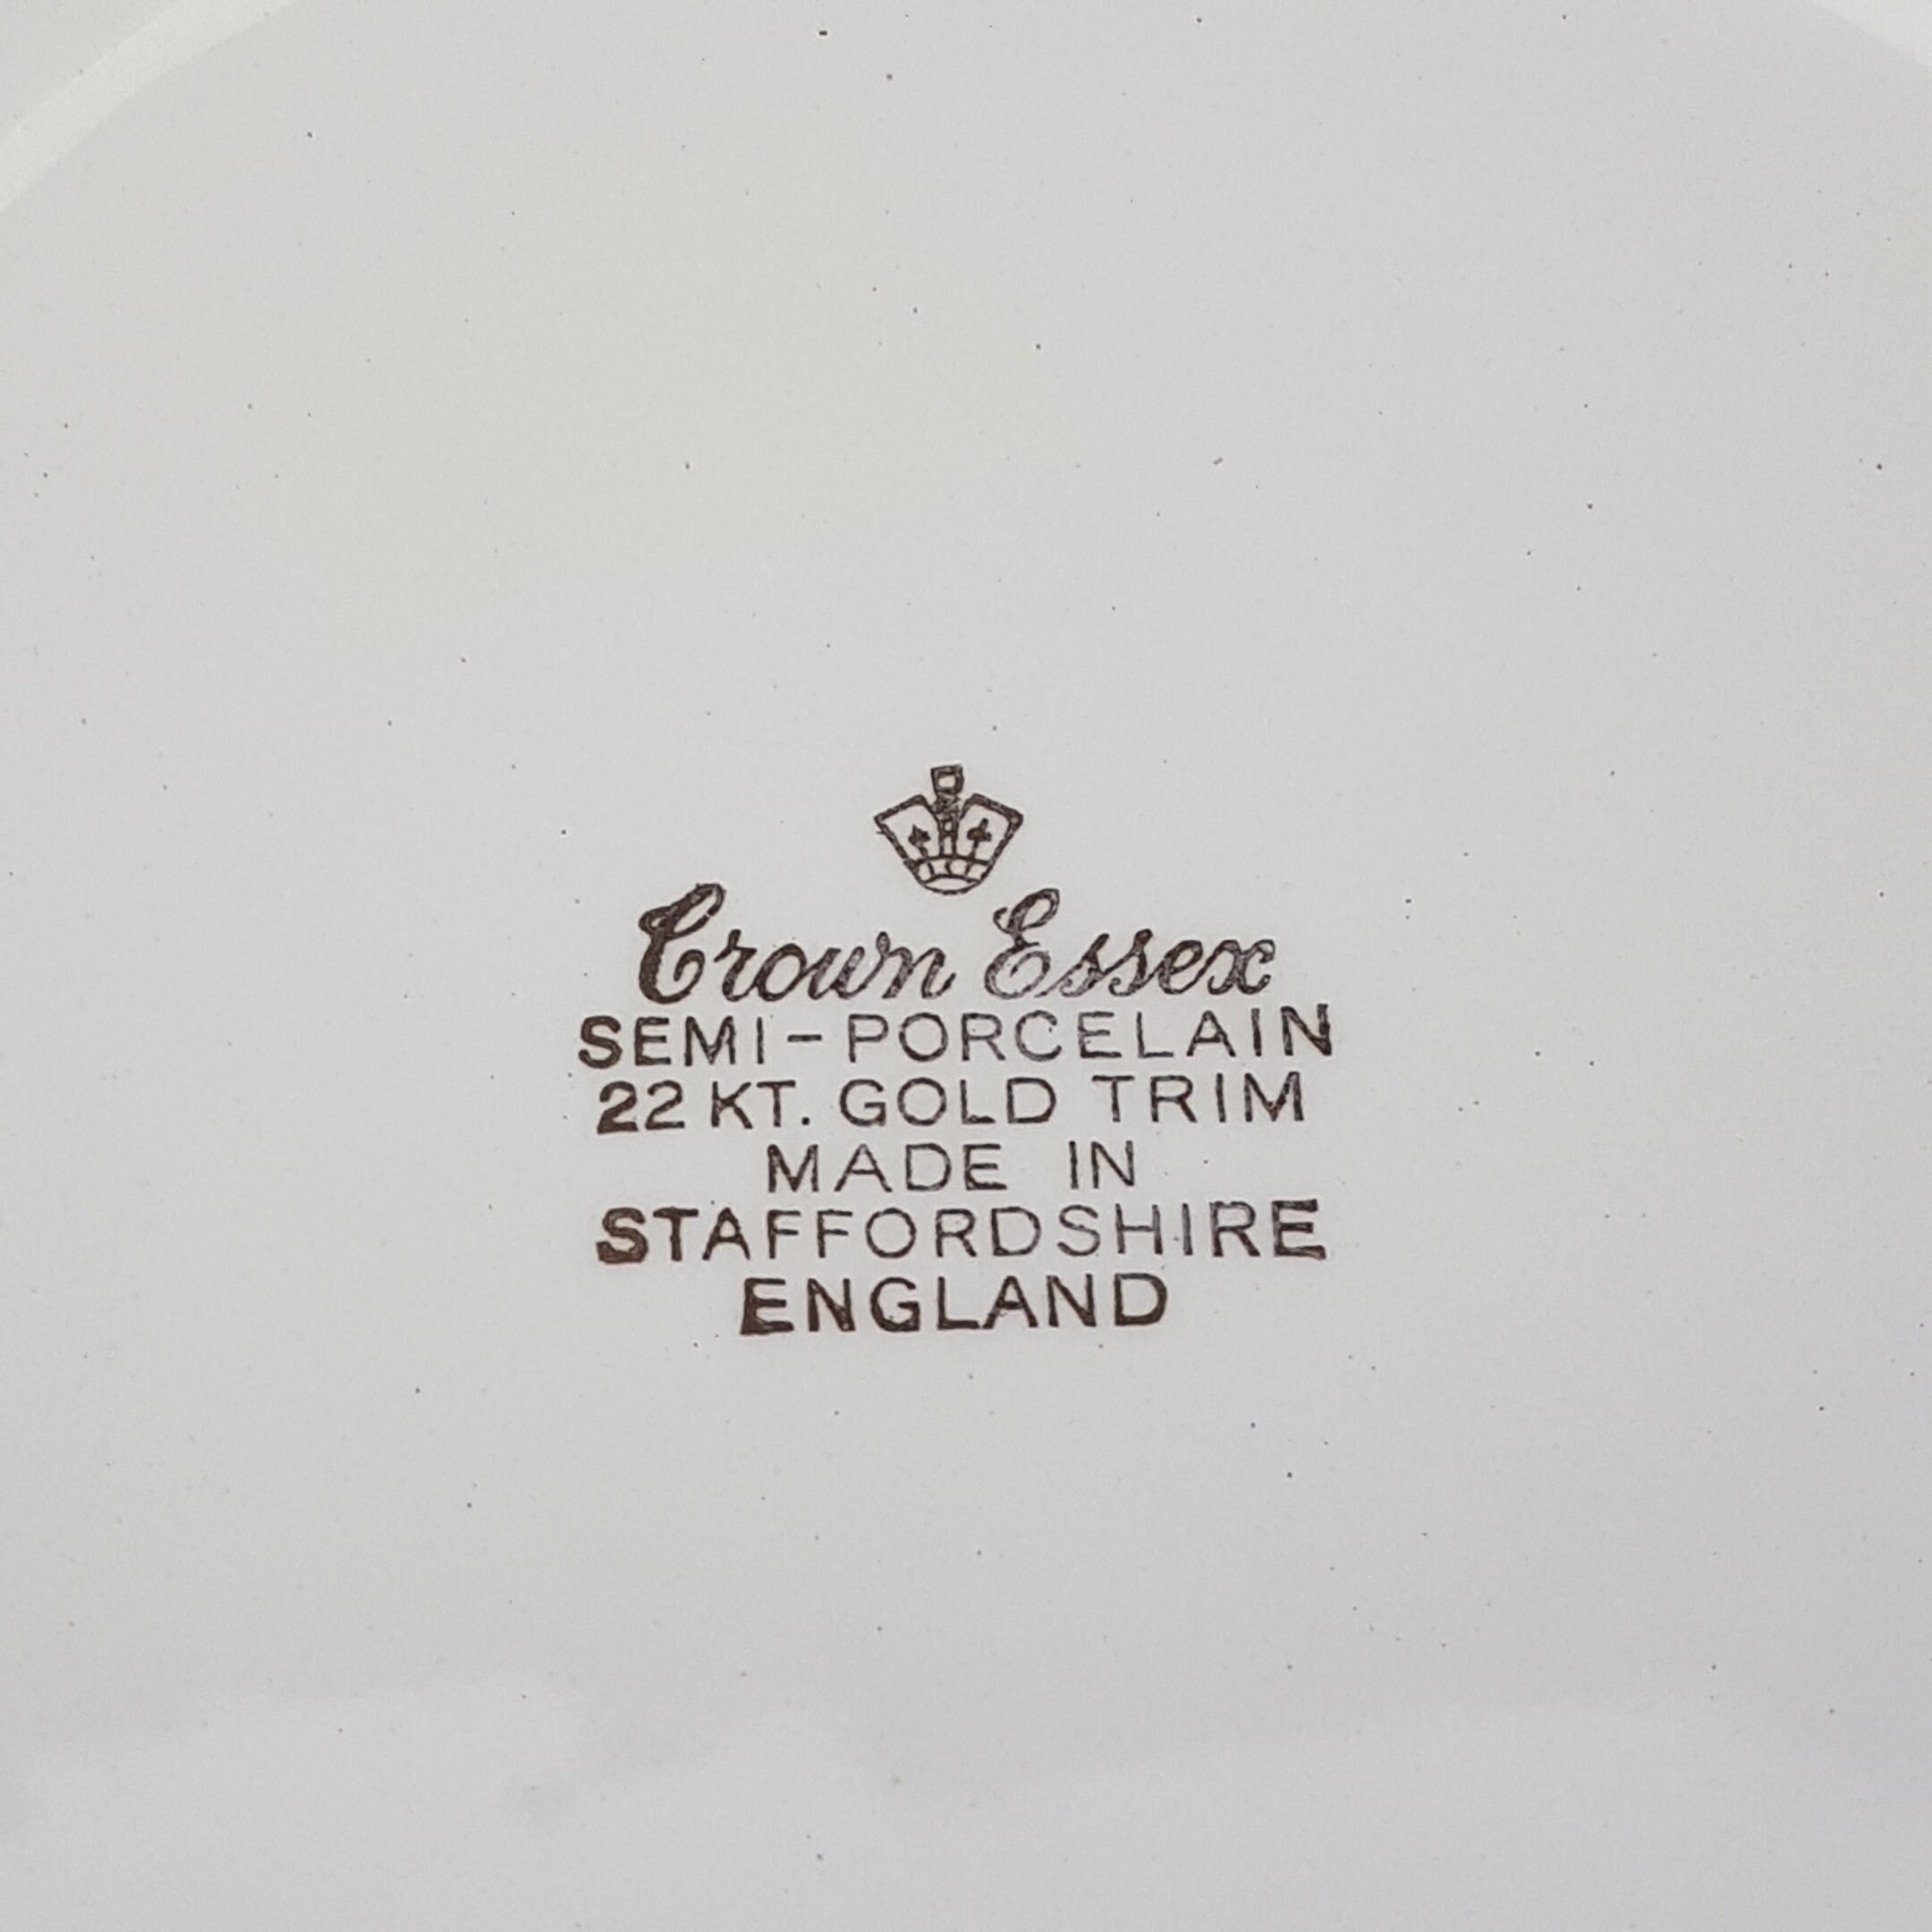 Crown Essex
SEMI-PORCELAIN
22 KT. GOLD TRIM
MADE IN
STAFFORDSHIRE
ENGLAND